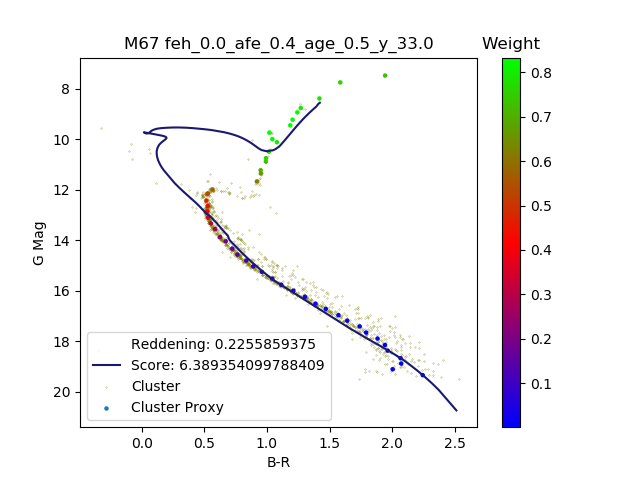 M67 feh_0.0_afe_0.4_age_0.5_y_33.0
Weight
8
10
12
14
16
18
20
G Mag
0.0
0.5
1.0
1.5
2.0
2.5
B-R
Reddening: 0.2255859375
Score: 6.389354099788409
Cluster
Cluster Proxy
0.8
0.7
0.6
0.5
0.4
0.3
0.2
0.1